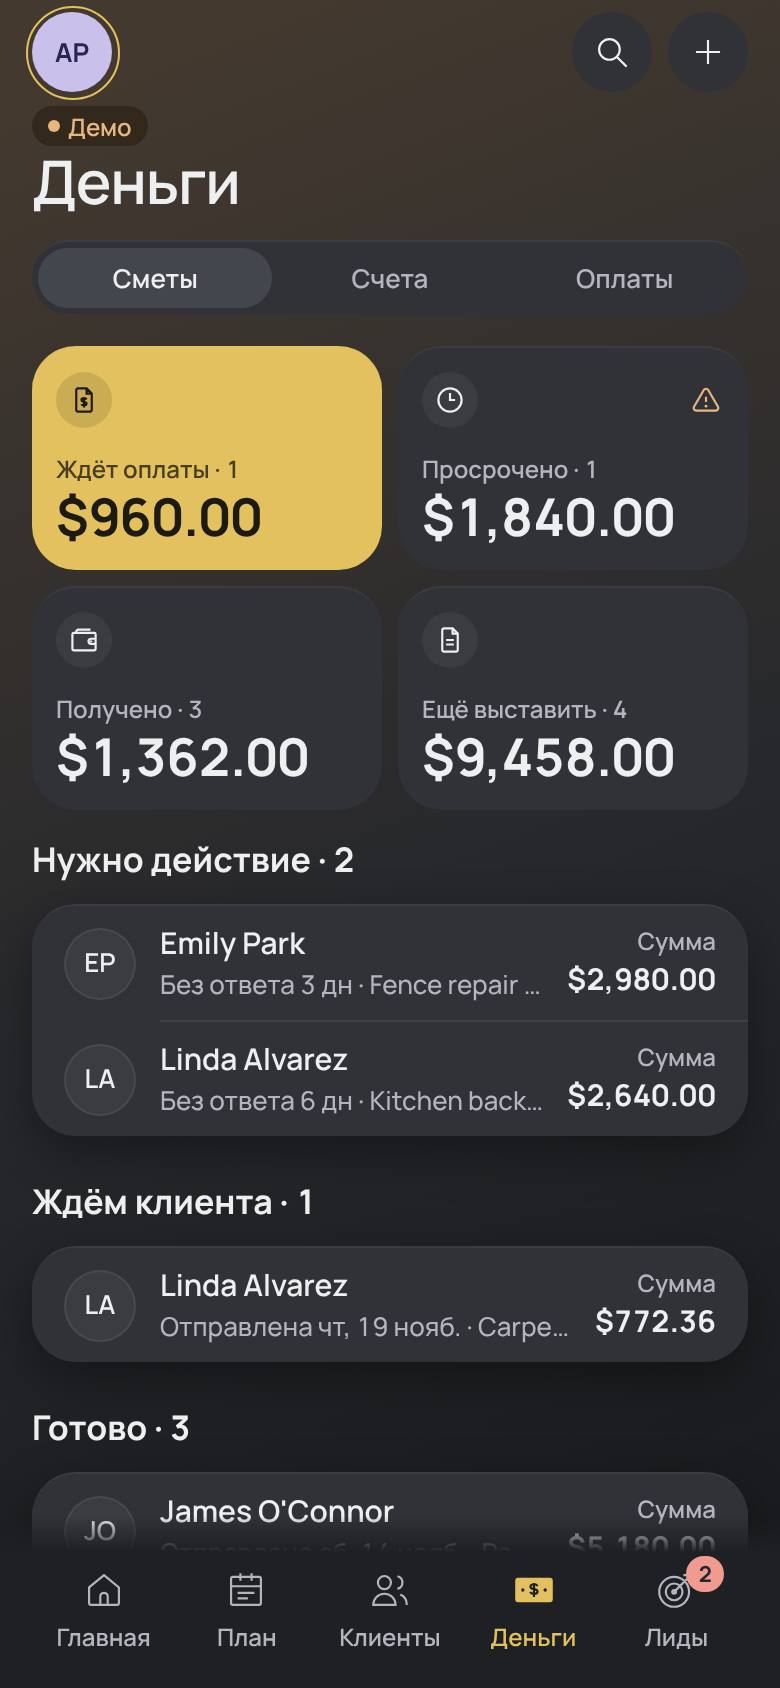 AP
Демо
Деньги
Сметы
Счета
Оплаты
Ждёт оплаты · 1
$960.00
Просрочено · 1
$1,840.00
Получено · 3
$1,362.00
Ещё выставить · 4
$9,458.00
Нужно действие · 2
EP
Emily Park
Без ответа 3 дн · Fence repair ...
Сумма
$2,980.00
LA
Linda Alvarez
Без ответа 6 дн · Kitchen back...
Сумма
$2,640.00
Ждём клиента · 1
LA
Linda Alvarez
Отправлена чт, 19 нояб. · Carpe...
Сумма
$772.36
Готово · 3
JO
James O'Connor
Сумма
$5,180.00
Главная
План
Клиенты
Деньги
2
Лиды